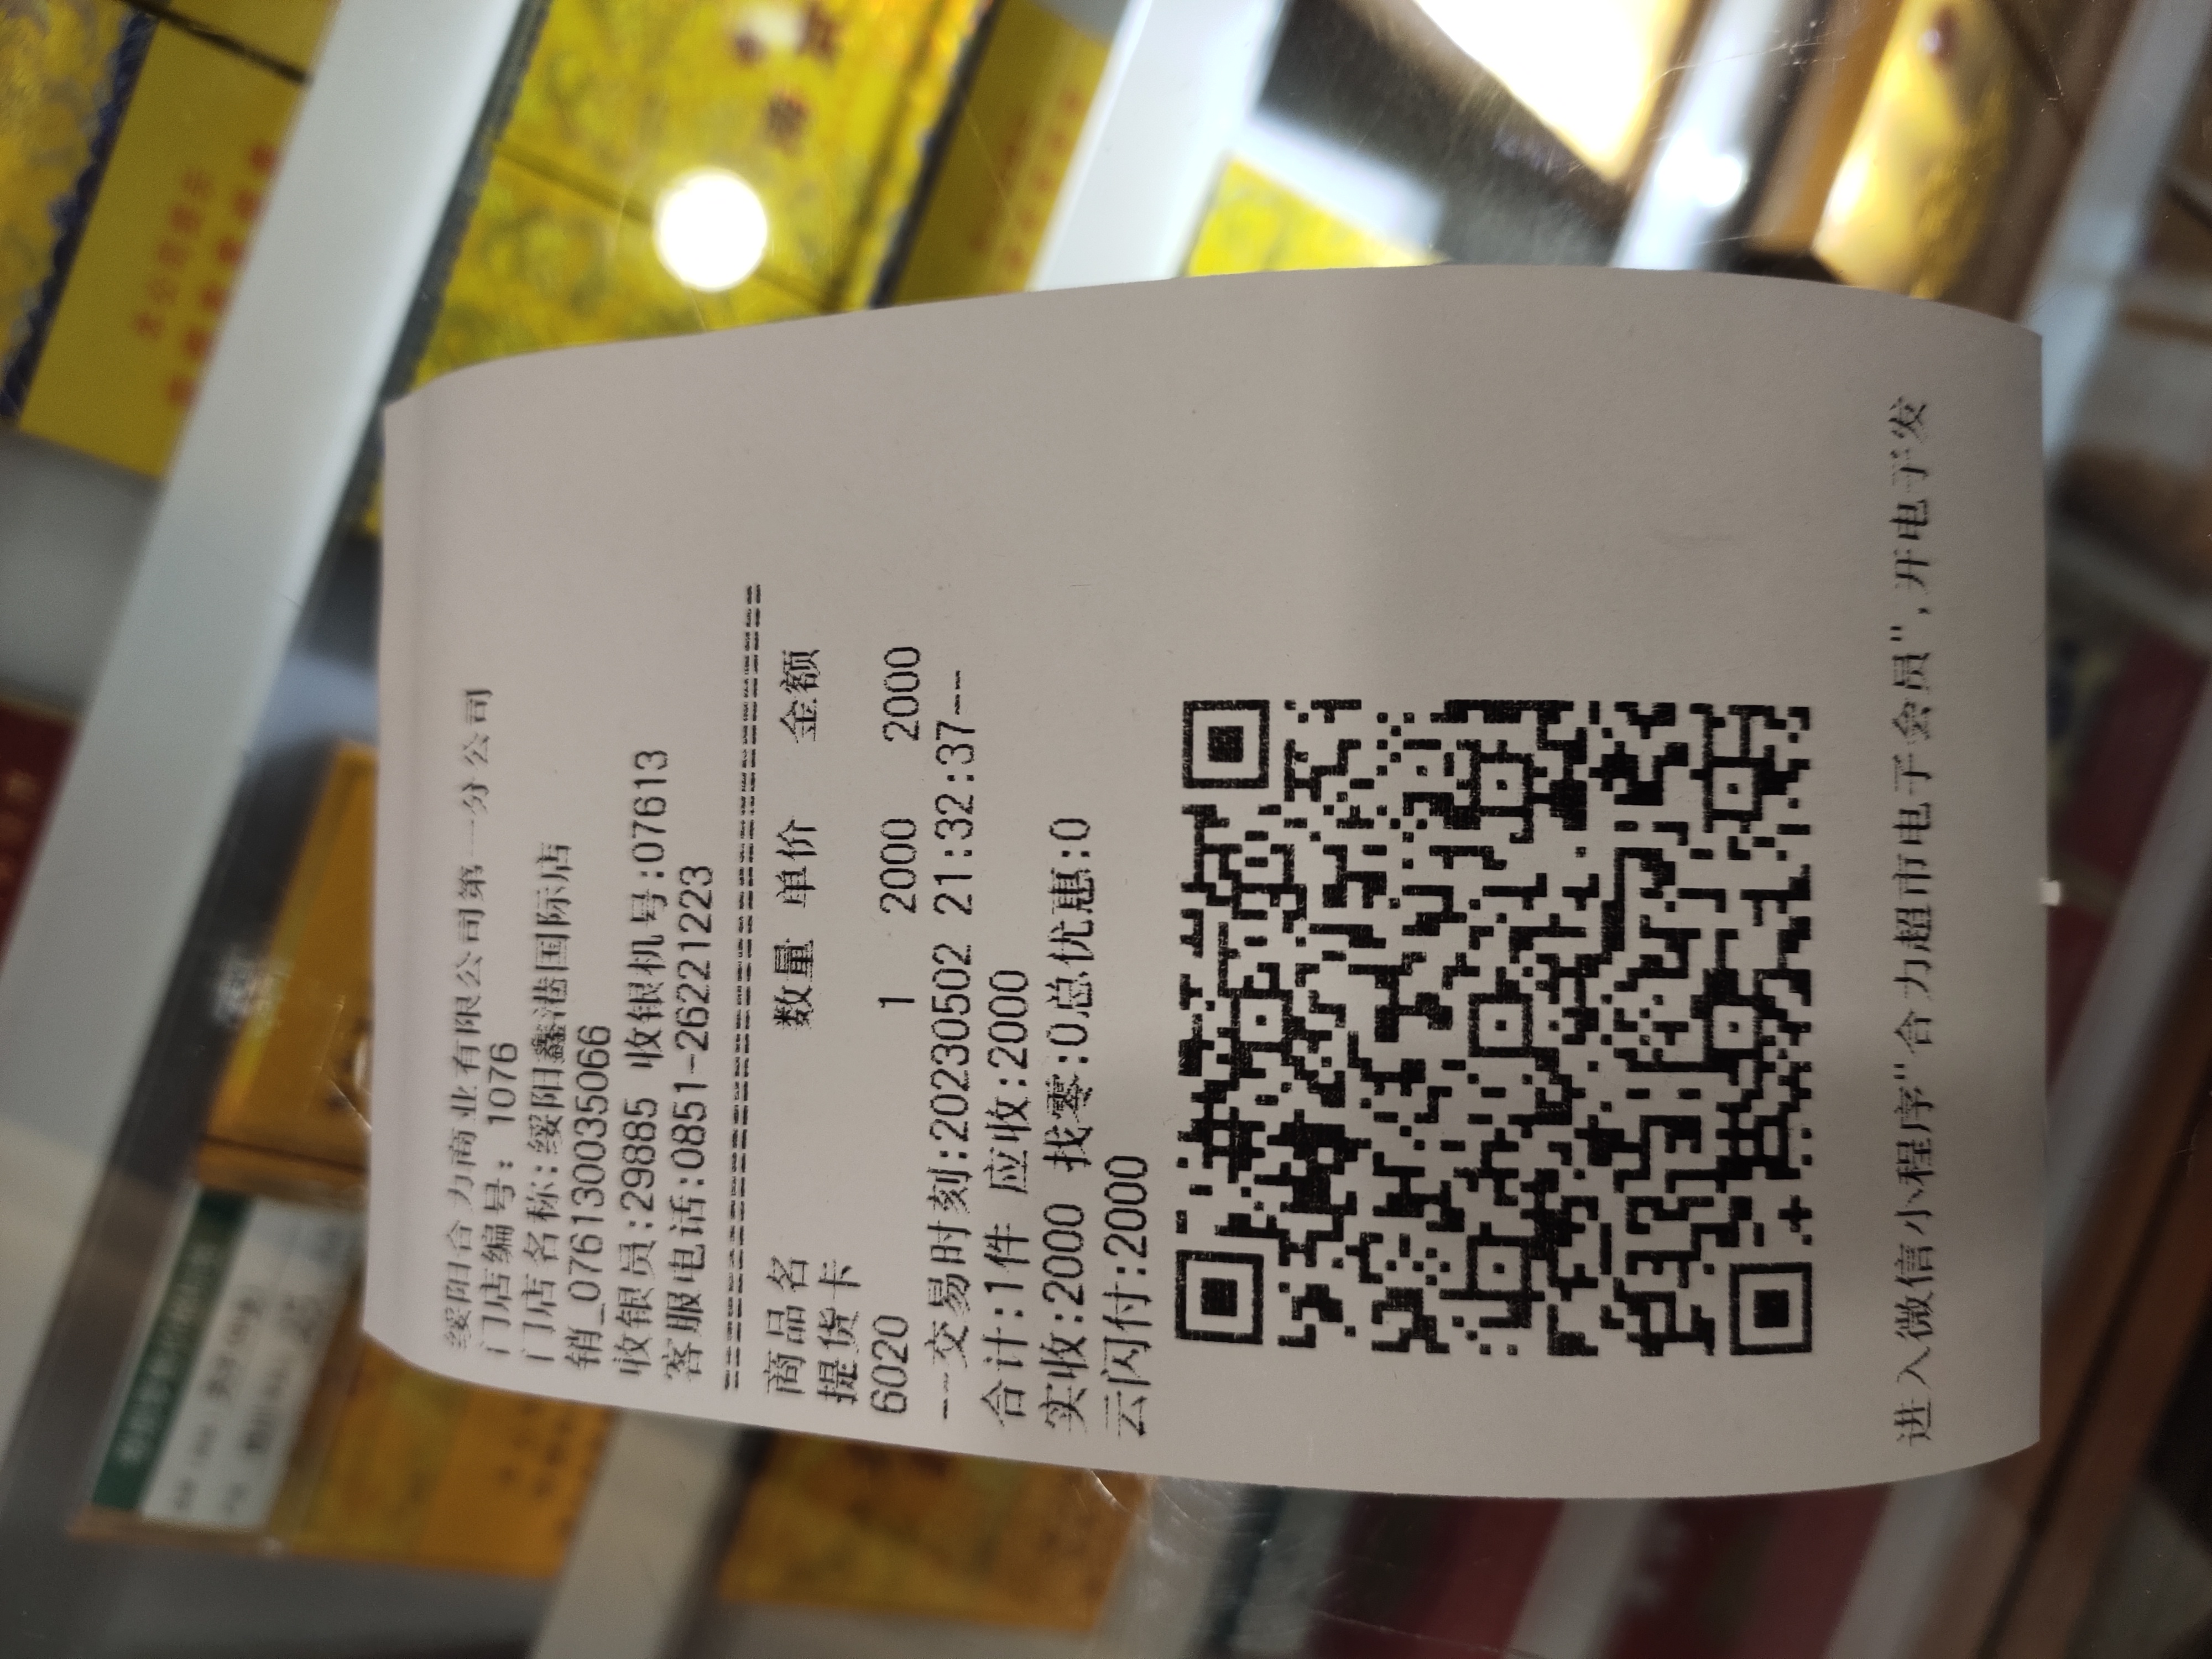 绥阳合力商业有限公司第一分公司
门店编号: 1076
门店名称:绥阳鑫港国际店
销_0761300035066
收银员:29885 收银机号:07613
客服电话:0851-26221223
商品名 数量 单价 金额
提货卡
6020 1 2000 2000
---交易时刻:20230502 21:32:37--
合计:1件 应收:2000
实收:2000 找零:0总优惠:0
云闪付:2000
进入微信小程序"合力超市电子会员",开电子发